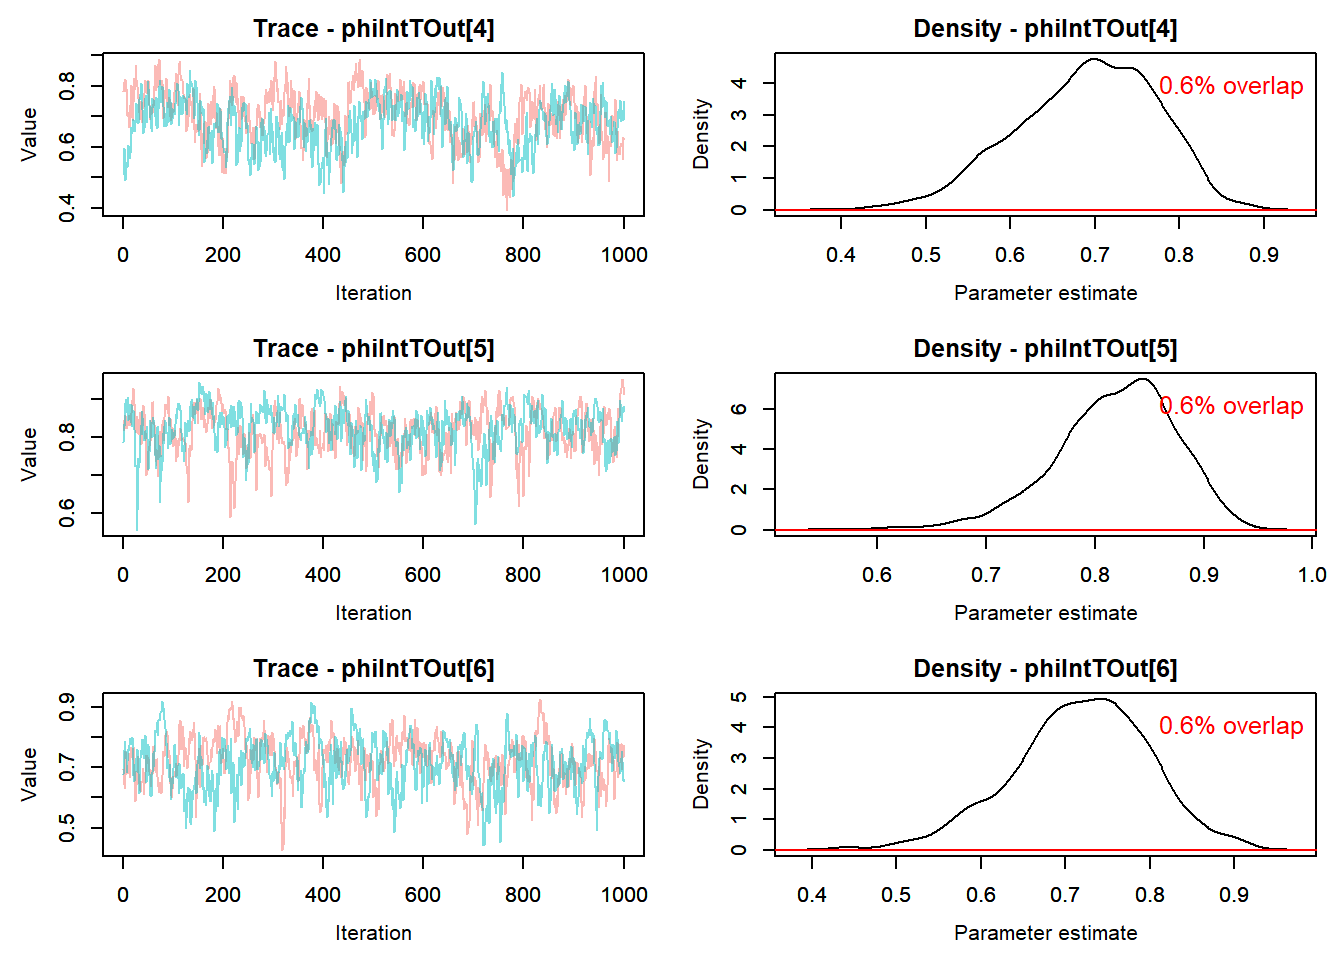 Trace - phiIntTOut[4]
Value
0.4 0.6 0.8
0 200 400 600 800 1000
Iteration
Density - phiIntTOut[4]
Density
0 1 2 3 4
0.6% overlap
0.4 0.5 0.6 0.7 0.8 0.9
Parameter estimate
Trace - phiIntTOut[5]
Value
0.6 0.8
0 200 400 600 800 1000
Iteration
Density - phiIntTOut[5]
Density
0 2 4 6
0.6% overlap
0.6 0.7 0.8 0.9 1.0
Parameter estimate
Trace - phiIntTOut[6]
Value
0.5 0.7 0.9
0 200 400 600 800 1000
Iteration
Density - phiIntTOut[6]
Density
0 1 2 3 4 5
0.6% overlap
0.4 0.5 0.6 0.7 0.8 0.9
Parameter estimate